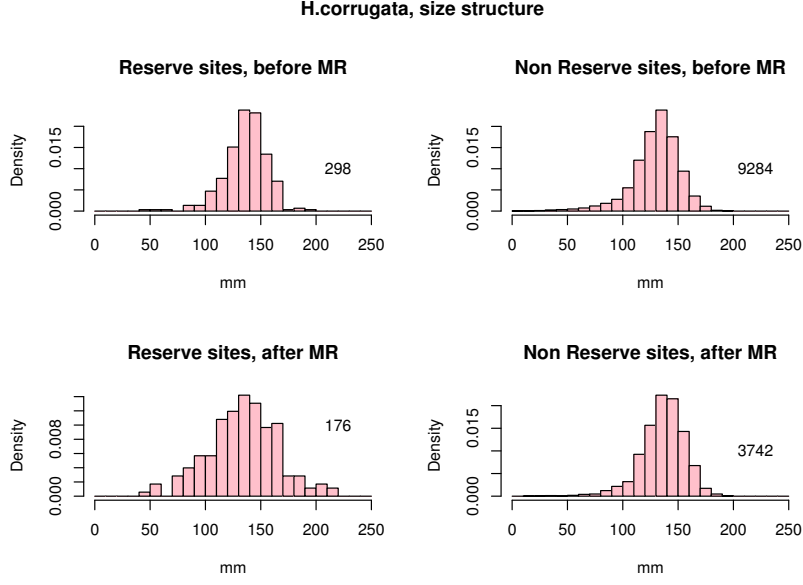 H.corrugata, size structure
Reserve sites, before MR
Density
0.000 0.015
298
0 50 100 150 200 250
mm
Non Reserve sites, before MR
Density
0.000 0.015
9284
0 50 100 150 200 250
mm
Reserve sites, after MR
Density
0.000 0.008
176
0 50 100 150 200 250
mm
Non Reserve sites, after MR
Density
0.000 0.015
3742
0 50 100 150 200 250
mm